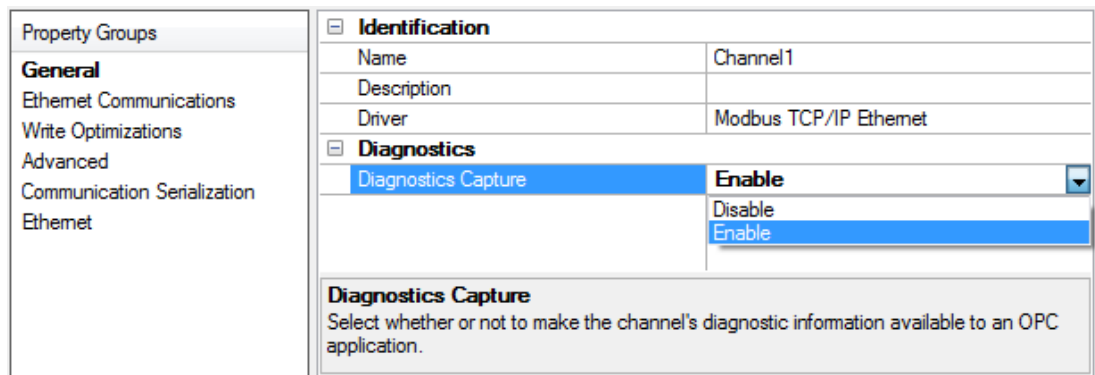 Property Groups
General
Ethernet Communications
Write Optimizations
Advanced
Communication Serialization
Ethernet
Identification
Name Channel1
Description
Driver Modbus TCP/IP Ethernet
Diagnostics
Diagnostics Capture Enable
Disable
Enable
Diagnostics Capture
Select whether or not to make the channel's diagnostic information available to an OPC
application.